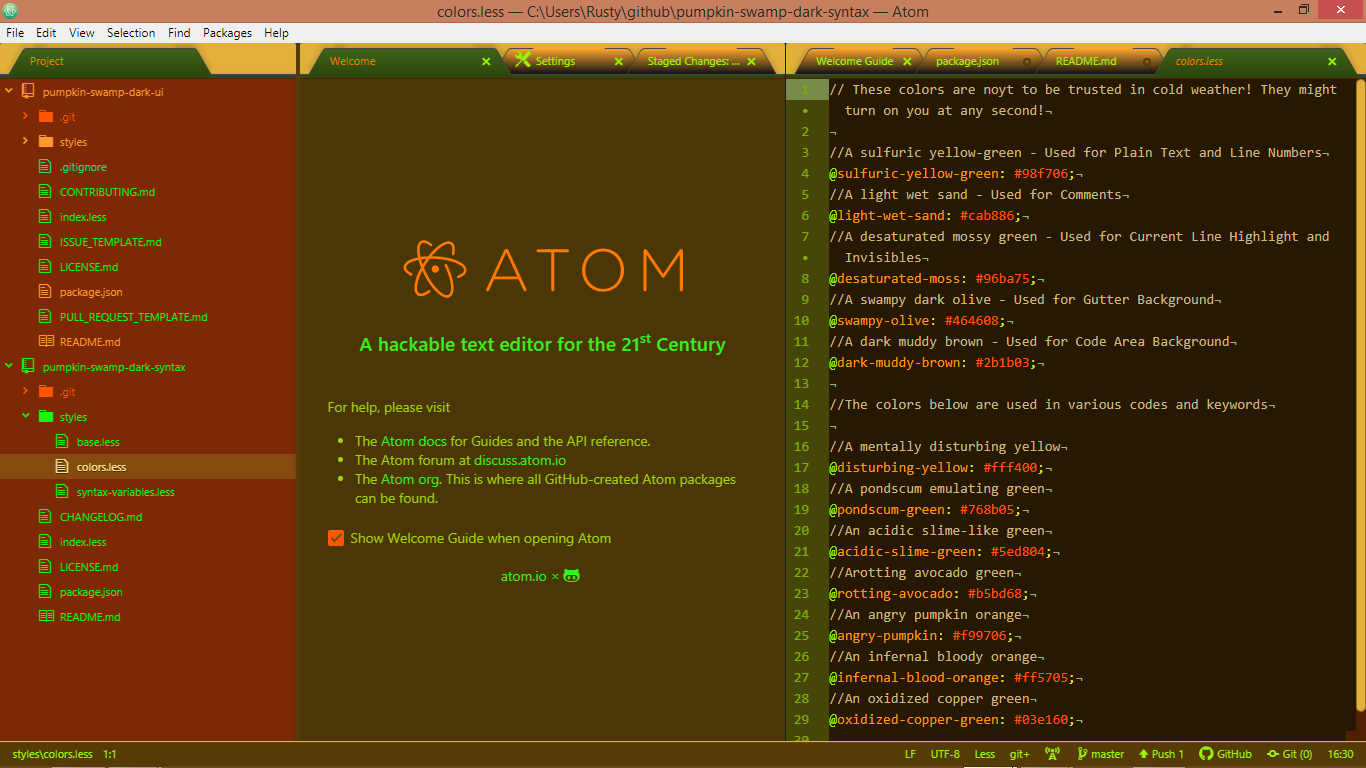 colors.less — C:\Users\Rusty\github\pumpkin-swamp-dark-syntax — Atom
File Edit View Selection Find Packages Help
Project
Welcome
Settings
Staged Changes: ...
Welcome Guide
package.json
README.md
colors.less
pumpkin-swamp-dark-ui
.git
styles
.gitignore
CONTRIBUTING.md
index.less
ISSUE_TEMPLATE.md
LICENSE.md
package.json
PULL_REQUEST_TEMPLATE.md
README.md
pumpkin-swamp-dark-syntax
.git
styles
base.less
colors.less
syntax-variables.less
CHANGELOG.md
index.less
LICENSE.md
package.json
README.md
ATOM
A hackable text editor for the 21st Century
For help, please visit
• The Atom docs for Guides and the API reference.
• The Atom forum at discuss.atom.io
• The Atom org. This is where all GitHub-created Atom packages
can be found.
Show Welcome Guide when opening Atom
atom.io ×
1 // These colors are noyt to be trusted in cold weather! They might
• turn on you at any second!¬
2 ¬
3 //A sulfuric yellow-green - Used for Plain Text and Line Numbers¬
4 @sulfuric-yellow-green: #98f706;¬
5 //A light wet sand - Used for Comments¬
6 @light-wet-sand: #cab886;¬
7 //A desaturated mossy green - Used for Current Line Highlight and
• Invisibles¬
8 @desaturated-moss: #96ba75;¬
9 //A swampy dark olive - Used for Gutter Background¬
10 @swampy-olive: #464608;¬
11 //A dark muddy brown - Used for Code Area Background¬
12 @dark-muddy-brown: #2b1b03;¬
13 ¬
14 //The colors below are used in various codes and keywords¬
15 ¬
16 //A mentally disturbing yellow¬
17 @disturbing-yellow: #fff400;¬
18 //A pondscum emulating green¬
19 @pondscum-green: #768b05;¬
20 //An acidic slime-like green¬
21 @acidic-slime-green: #5ed804;¬
22 //Arotting avocado green¬
23 @rotting-avocado: #b5bd68;¬
24 //An angry pumpkin orange¬
25 @angry-pumpkin: #f99706;¬
26 //An infernal bloody orange¬
27 @infernal-blood-orange: #ff5705;¬
28 //An oxidized copper green¬
29 @oxidized-copper-green: #03e160;¬
30
styles\colors.less 1:1
LF UTF-8 Less git+ master Push 1 GitHub Git (0) 16:30